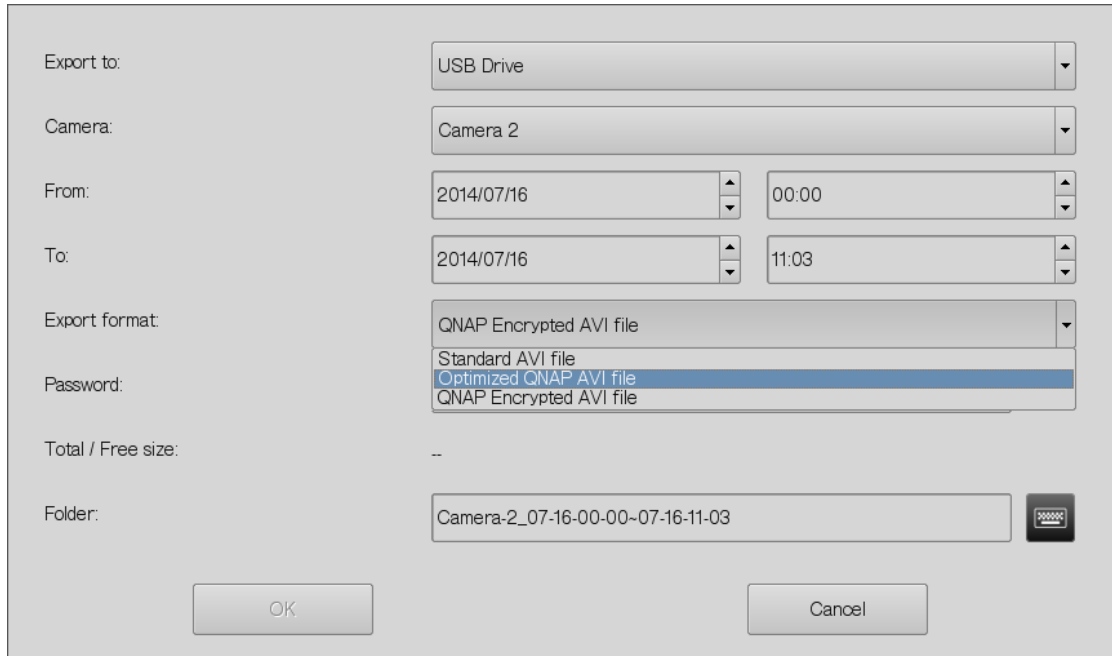 Export to:
USB Drive
Camera:
Camera 2
From:
2014/07/16
00:00
To:
2014/07/16
11:03
Export format:
QNAP Encrypted AVI file
Standard AVI file
Optimized QNAP AVI file
QNAP Encrypted AVI file
Password:
Total / Free size:
--
Folder:
Camera-2_07-16-00-00~07-16-11-03
OK
Cancel